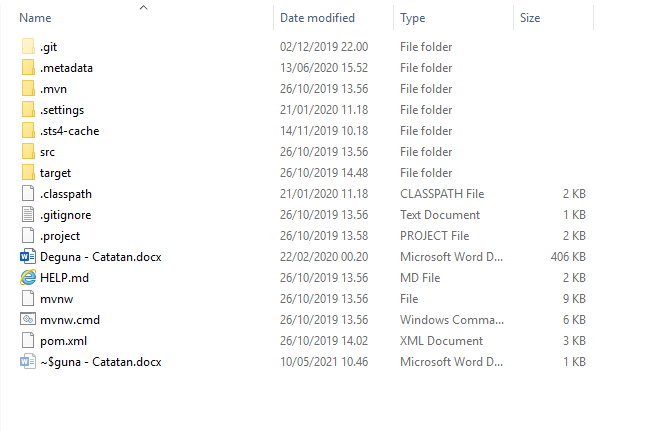 Name Date modified Type Size
.git 02/12/2019 22.00 File folder
.metadata 13/06/2020 15.52 File folder
.mvn 26/10/2019 13.56 File folder
.settings 21/01/2020 11.18 File folder
.sts4-cache 14/11/2019 10.18 File folder
src 26/10/2019 13.56 File folder
target 26/10/2019 14.48 File folder
.classpath 21/01/2020 11.18 CLASSPATH File 2 KB
.gitignore 26/10/2019 13.56 Text Document 1 KB
.project 26/10/2019 13.58 PROJECT File 2 KB
Deguna - Catatan.docx 22/02/2020 00.20 Microsoft Word D... 406 KB
HELP.md 26/10/2019 13.56 MD File 2 KB
mvnw 26/10/2019 13.56 File 9 KB
mvnw.cmd 26/10/2019 13.56 Windows Comma... 6 KB
pom.xml 26/10/2019 14.02 XML Document 3 KB
~$guna - Catatan.docx 10/05/2021 10.46 Microsoft Word D... 1 KB